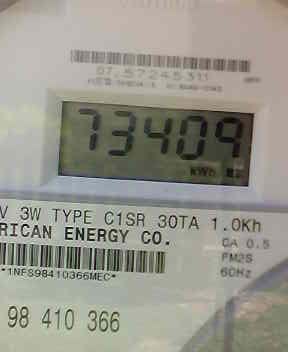 07.57245311
73409
kWh
V 3W TYPE C1SR 30TA 1.0Kh
RICAN ENERGY CO.
CA 0.5
FM2S
60Hz
*1NFS98410366MEC*
98 410 366